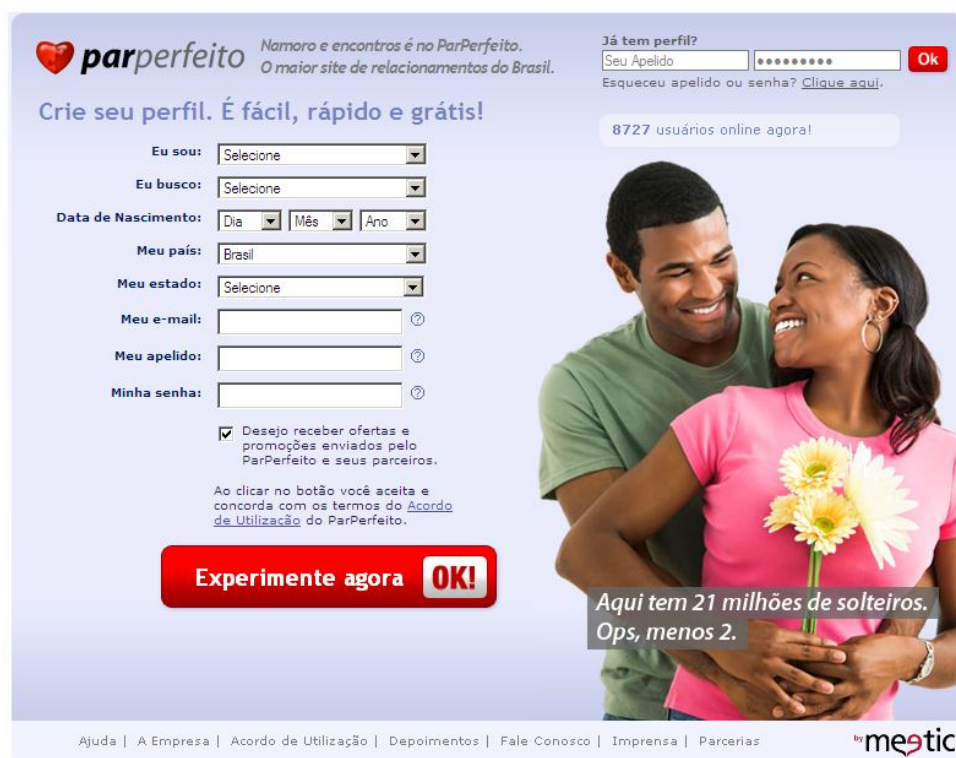 parperfeito
Namoro e encontros é no ParPerfeito.
O maior site de relacionamentos do Brasil.
Já tem perfil?
Seu Apelido
Ok
Esqueceu apelido ou senha? Clique aqui.
Crie seu perfil. É fácil, rápido e grátis!
8727 usuários online agora!
Eu sou: Selecione
Eu busco: Selecione
Data de Nascimento: Dia Mês Ano
Meu país: Brasil
Meu estado: Selecione
Meu e-mail: ?
Meu apelido: ?
Minha senha: ?
Desejo receber ofertas e
promoções enviados pelo
ParPerfeito e seus parceiros.
Ao clicar no botão você aceita e
concorda com os termos do Acordo
de Utilização do ParPerfeito.
Experimente agora OK!
Aqui tem 21 milhões de solteiros.
Ops, menos 2.
Ajuda | A Empresa | Acordo de Utilização | Depoimentos | Fale Conosco | Imprensa | Parcerias
by meetic